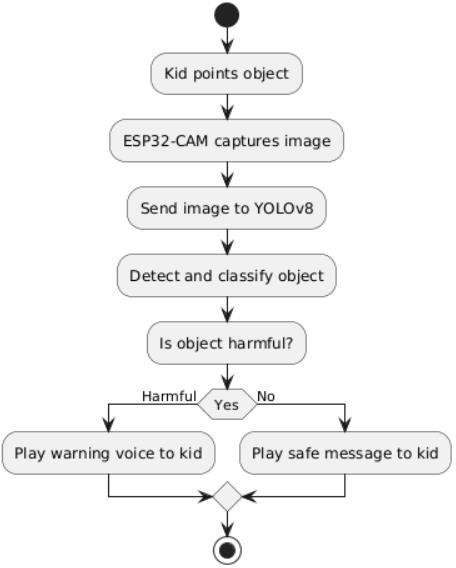 Kid points object
ESP32-CAM captures image
Send image to YOLOv8
Detect and classify object
Is object harmful?
Harmful
Yes
No
Play warning voice to kid
Play safe message to kid